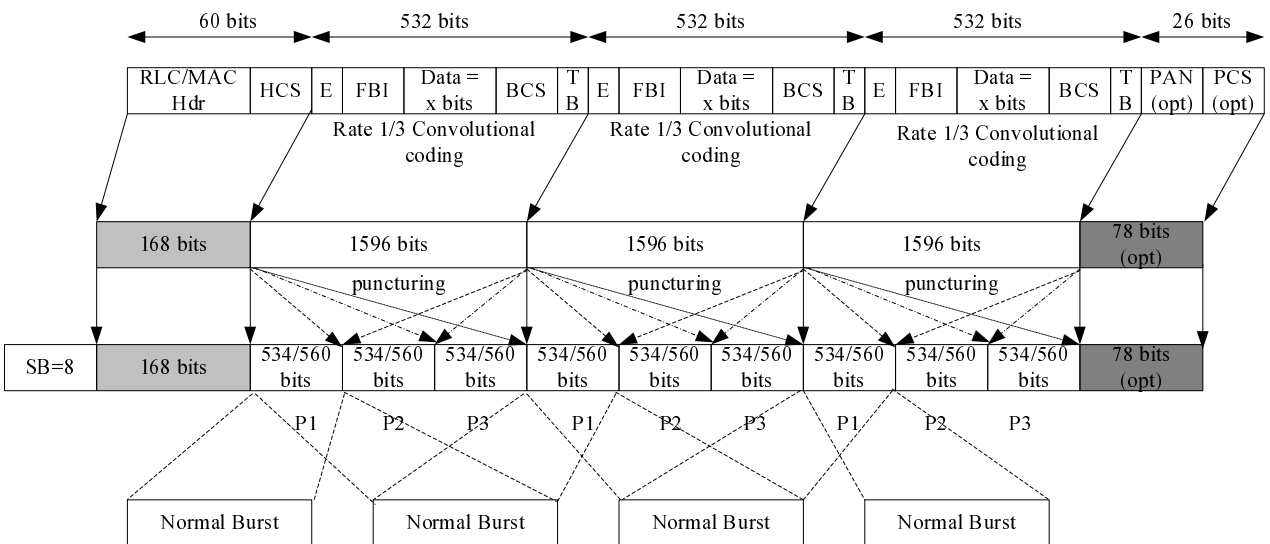 60 bits 532 bits 532 bits 532 bits 26 bits
RLC/MAC Hdr HCS E FBI Data = x bits BCS T B E FBI Data = x bits BCS T B E FBI Data = x bits BCS T B PAN (opt) PCS (opt)
Rate 1/3 Convolutional coding Rate 1/3 Convolutional coding Rate 1/3 Convolutional coding
168 bits 1596 bits 1596 bits 1596 bits 78 bits (opt)
puncturing puncturing puncturing
SB=8 168 bits 534/560 bits 534/560 bits 534/560 bits 534/560 bits 534/560 bits 534/560 bits 534/560 bits 534/560 bits 534/560 bits 78 bits (opt)
P1 P2 P3 P1 P2 P3 P1 P2 P3
Normal Burst Normal Burst Normal Burst Normal Burst